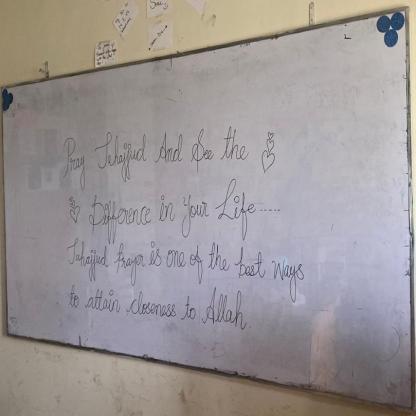 Pray Tahajjud And See the
Difference in Your Life.....
Tahajjud Prayer is one of the best ways
to attain closeness to Allah.